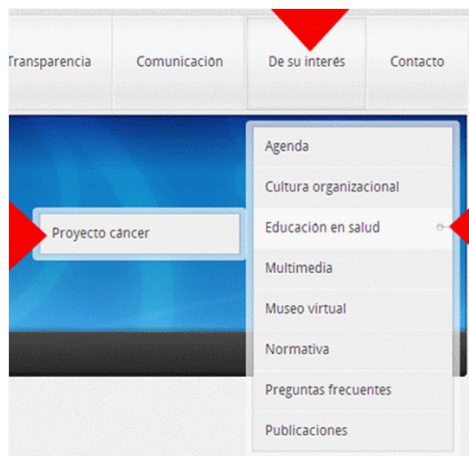 Transparencia Comunicación De su interés Contacto
Agenda
Cultura organizacional
Proyecto cáncer
Educación en salud
Multimedia
Museo virtual
Normativa
Preguntas frecuentes
Publicaciones